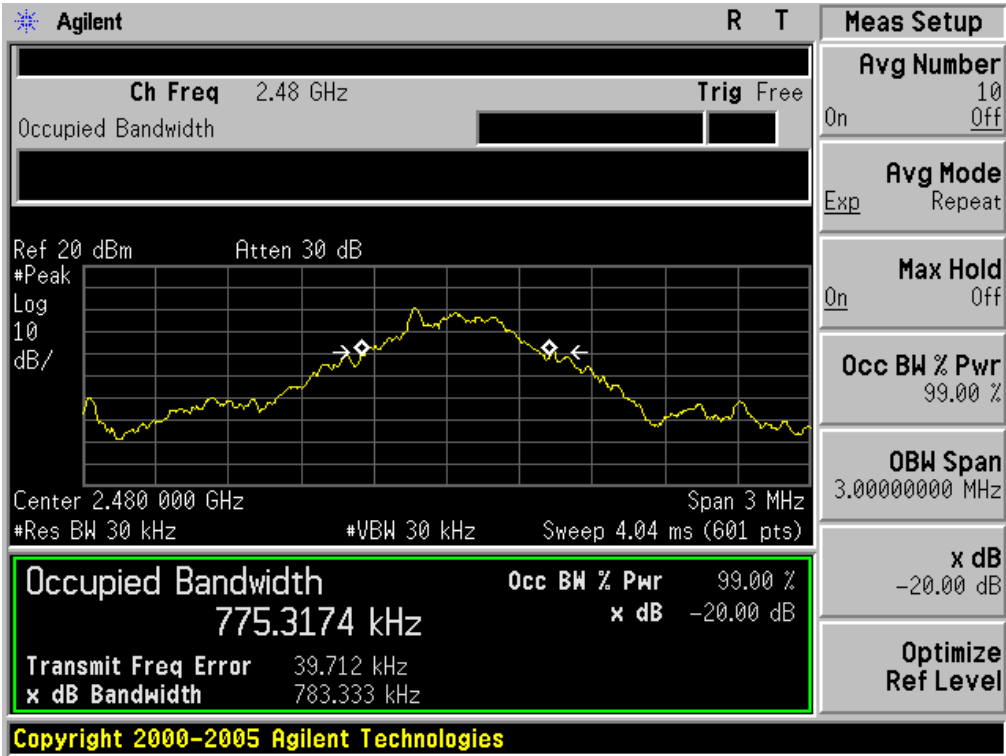 Agilent R T
Ch Freq 2.48 GHz Trig Free
Occupied Bandwidth
Ref 20 dBm Atten 30 dB
#Peak
Log
10
dB/
Center 2.480 000 GHz Span 3 MHz
#Res BW 30 kHz #VBW 30 kHz Sweep 4.04 ms (601 pts)
Occupied Bandwidth Occ BW % Pwr 99.00 %
775.3174 kHz x dB -20.00 dB
Transmit Freq Error 39.712 kHz
x dB Bandwidth 783.333 kHz
Copyright 2000-2005 Agilent Technologies
Meas Setup
Avg Number
10
On Off
Avg Mode
Exp Repeat
Max Hold
On Off
Occ BW % Pwr
99.00 %
OBW Span
3.00000000 MHz
x dB
-20.00 dB
Optimize
Ref Level